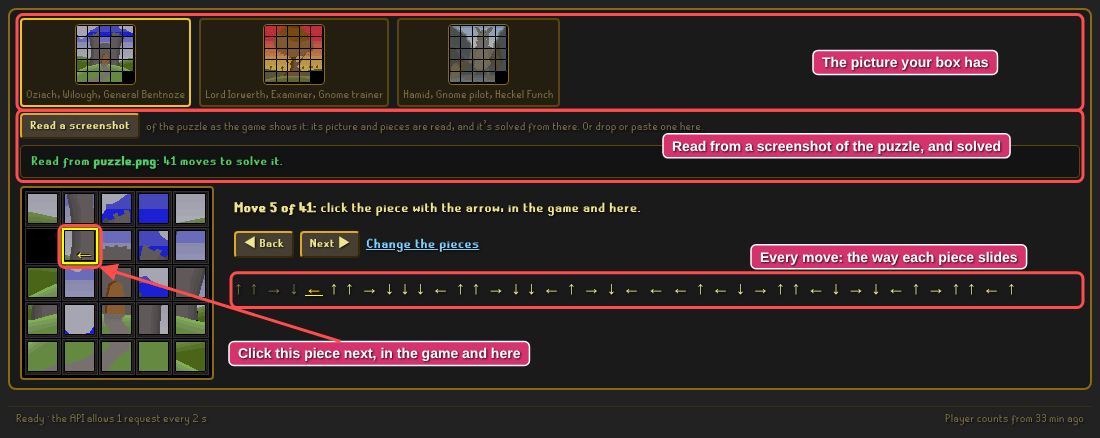 The picture your box has
Oziach, Wilough, General Bentnoze
Lord Iorwerth, Examiner, Gnome trainer
Hamid, Gnome pilot, Heckel Funch
Read a screenshot of the puzzle as the game shows it: its picture and pieces are read, and it's solved from there. Or drop or paste one here.
Read from a screenshot of the puzzle, and solved
Read from puzzle.png: 41 moves to solve it.
Move 5 of 41: click the piece with the arrow, in the game and here.
◀ Back Next ▶ Change the pieces
Every move: the way each piece slides
←
↑ ↑ → ↓ ← ↑ ↑ → ↓ ↓ ↓ ← ↑ ↑ → ↓ ↓ ← ↑ → ↓ ← ← ← ↑ ← ↓ → ↑ ↑ ← ↓ → ↓ ← ↑ → ↑ ↑ ← ↑
Click this piece next, in the game and here
Ready · the API allows 1 request every 2 s
Player counts from 33 min ago